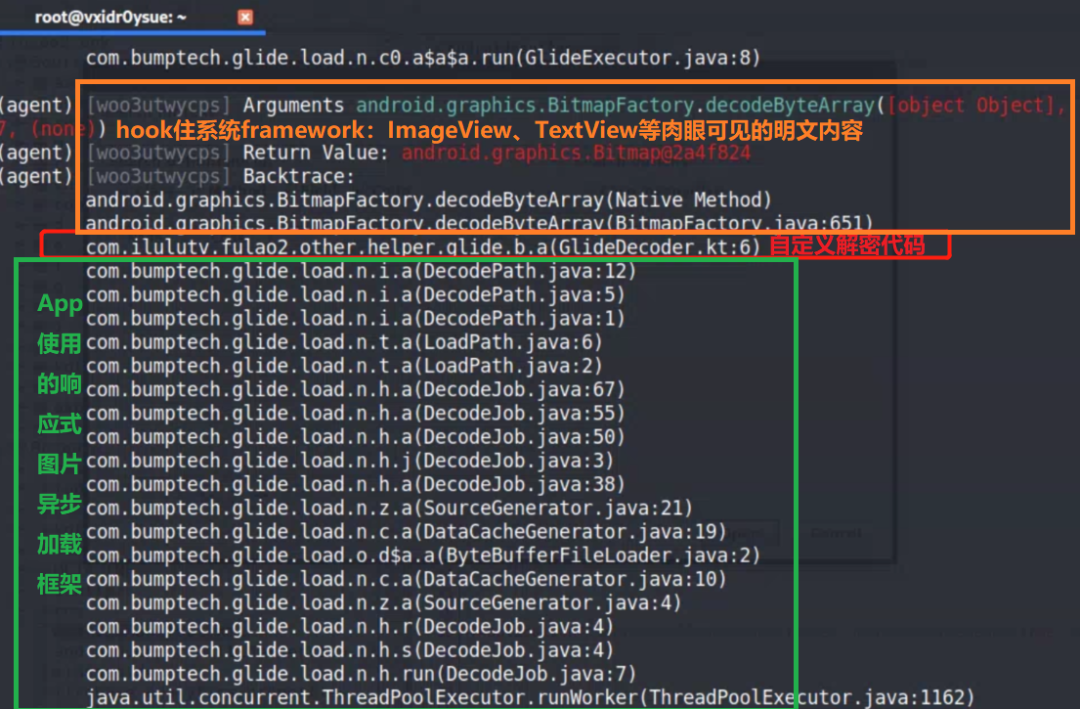 root@vxidr0ysue: ~
com.bumptech.glide.load.n.c0.a$a$a.run(GlideExecutor.java:8)
(agent) [woo3utwycps] Arguments android.graphics.BitmapFactory.decodeByteArray([object Object],
7, (none)) hook住系统framework：ImageView、TextView等肉眼可见的明文内容
(agent) [woo3utwycps] Return Value: android.graphics.Bitmap@2a4f824
(agent) [woo3utwycps] Backtrace:
android.graphics.BitmapFactory.decodeByteArray(Native Method)
android.graphics.BitmapFactory.decodeByteArray(BitmapFactory.java:651)
com.ilulutv.fulao2.other.helper.glide.b.a(GlideDecoder.kt:6) 自定义解密代码
com.bumptech.glide.load.n.i.a(DecodePath.java:12)
com.bumptech.glide.load.n.i.a(DecodePath.java:5)
com.bumptech.glide.load.n.i.a(DecodePath.java:1)
com.bumptech.glide.load.n.t.a(LoadPath.java:6)
com.bumptech.glide.load.n.t.a(LoadPath.java:2)
com.bumptech.glide.load.n.h.a(DecodeJob.java:67)
com.bumptech.glide.load.n.h.a(DecodeJob.java:55)
com.bumptech.glide.load.n.h.a(DecodeJob.java:50)
com.bumptech.glide.load.n.h.j(DecodeJob.java:3)
com.bumptech.glide.load.n.h.a(DecodeJob.java:38)
com.bumptech.glide.load.n.z.a(SourceGenerator.java:21)
com.bumptech.glide.load.n.c.a(DataCacheGenerator.java:19)
com.bumptech.glide.load.o.d$a.a(ByteBufferFileLoader.java:2)
com.bumptech.glide.load.n.c.a(DataCacheGenerator.java:10)
com.bumptech.glide.load.n.z.a(SourceGenerator.java:4)
com.bumptech.glide.load.n.h.r(DecodeJob.java:4)
com.bumptech.glide.load.n.h.s(DecodeJob.java:4)
com.bumptech.glide.load.n.h.run(DecodeJob.java:7)
java.util.concurrent.ThreadPoolExecutor.runWorker(ThreadPoolExecutor.java:1162)
App
使用
的响
应式
图片
异步
加载
框架